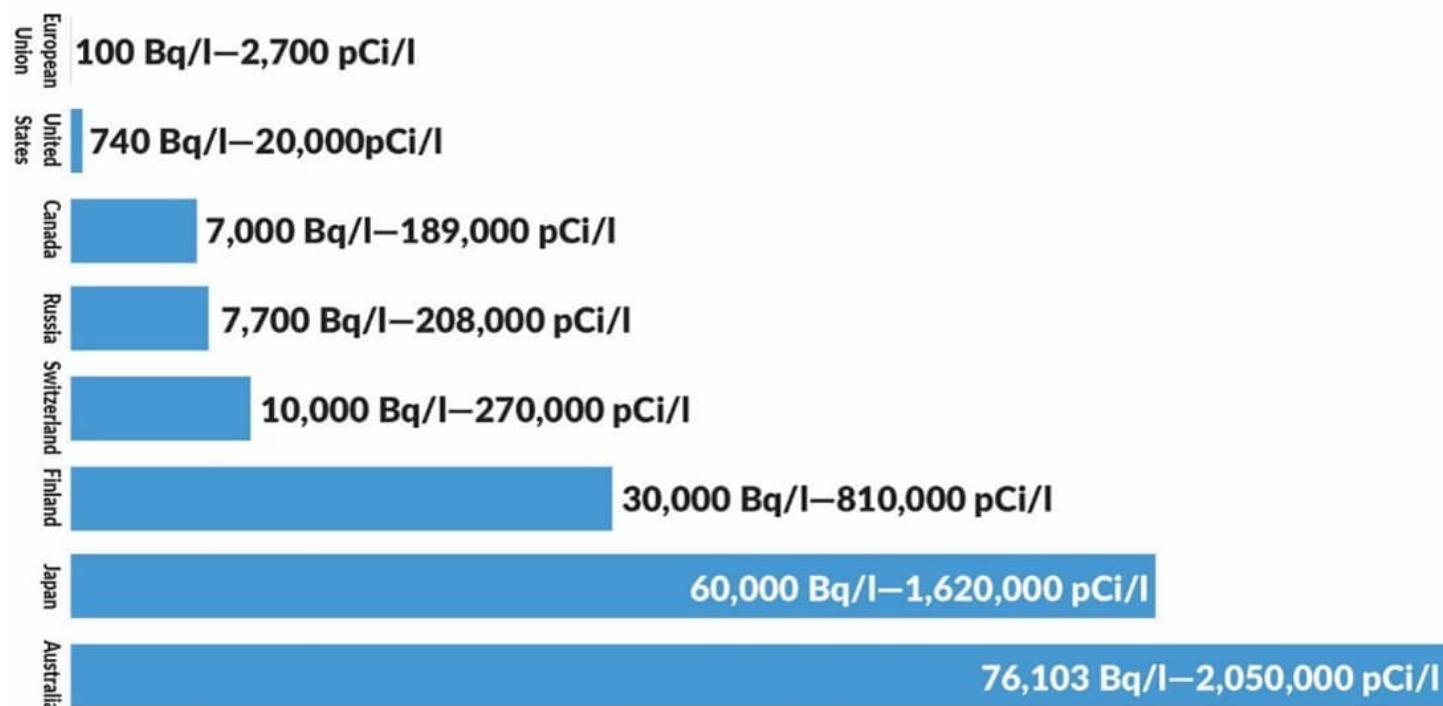 European
Union
100 Bq/l—2,700 pCi/l
United
States
740 Bq/l—20,000pCi/l
Canada
7,000 Bq/l—189,000 pCi/l
Russia
7,700 Bq/l—208,000 pCi/l
Switzerland
10,000 Bq/l—270,000 pCi/l
Finland
30,000 Bq/l—810,000 pCi/l
Japan
60,000 Bq/l—1,620,000 pCi/l
Australia
76,103 Bq/l—2,050,000 pCi/l